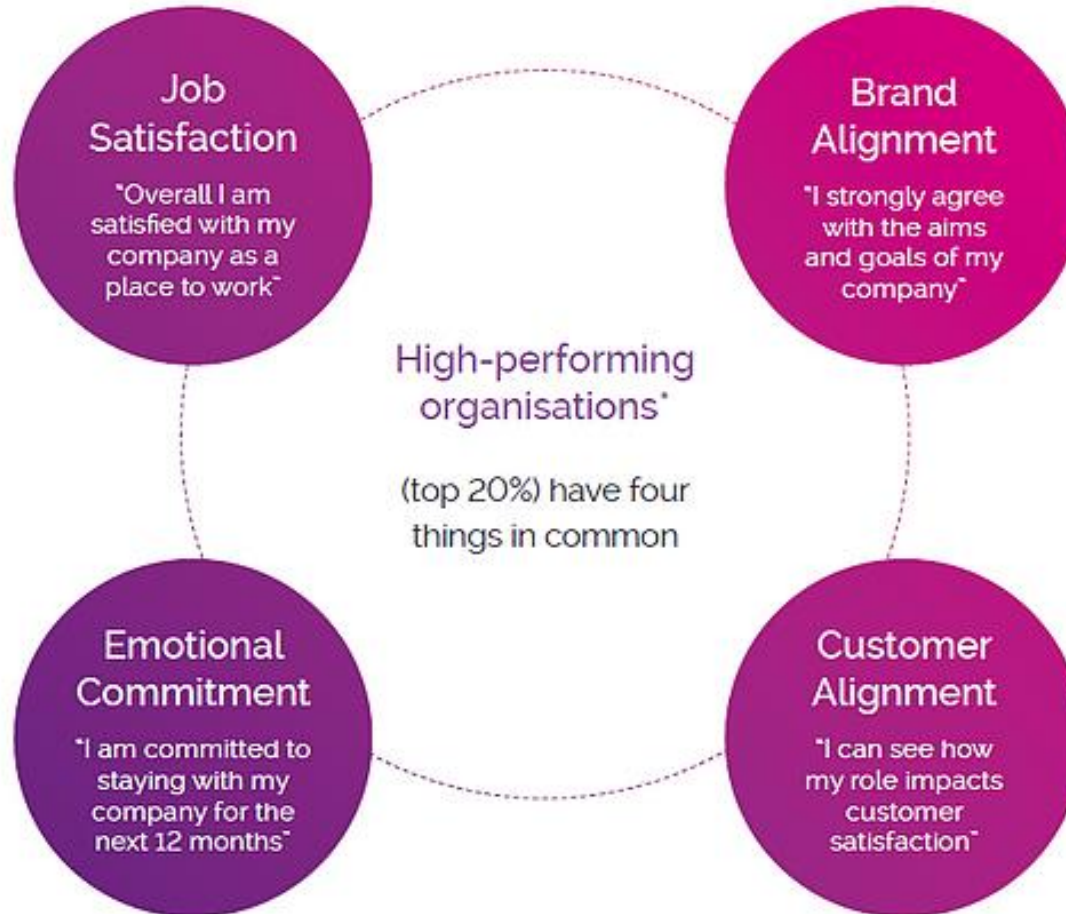 Job
Satisfaction
"Overall I am
satisfied with my
company as a
place to work"
Brand
Alignment
"I strongly agree
with the aims
and goals of my
company"
High-performing
organisations*
(top 20%) have four
things in common
Emotional
Commitment
"I am committed to
staying with my
company for the
next 12 months"
Customer
Alignment
"I can see how
my role impacts
customer
satisfaction"